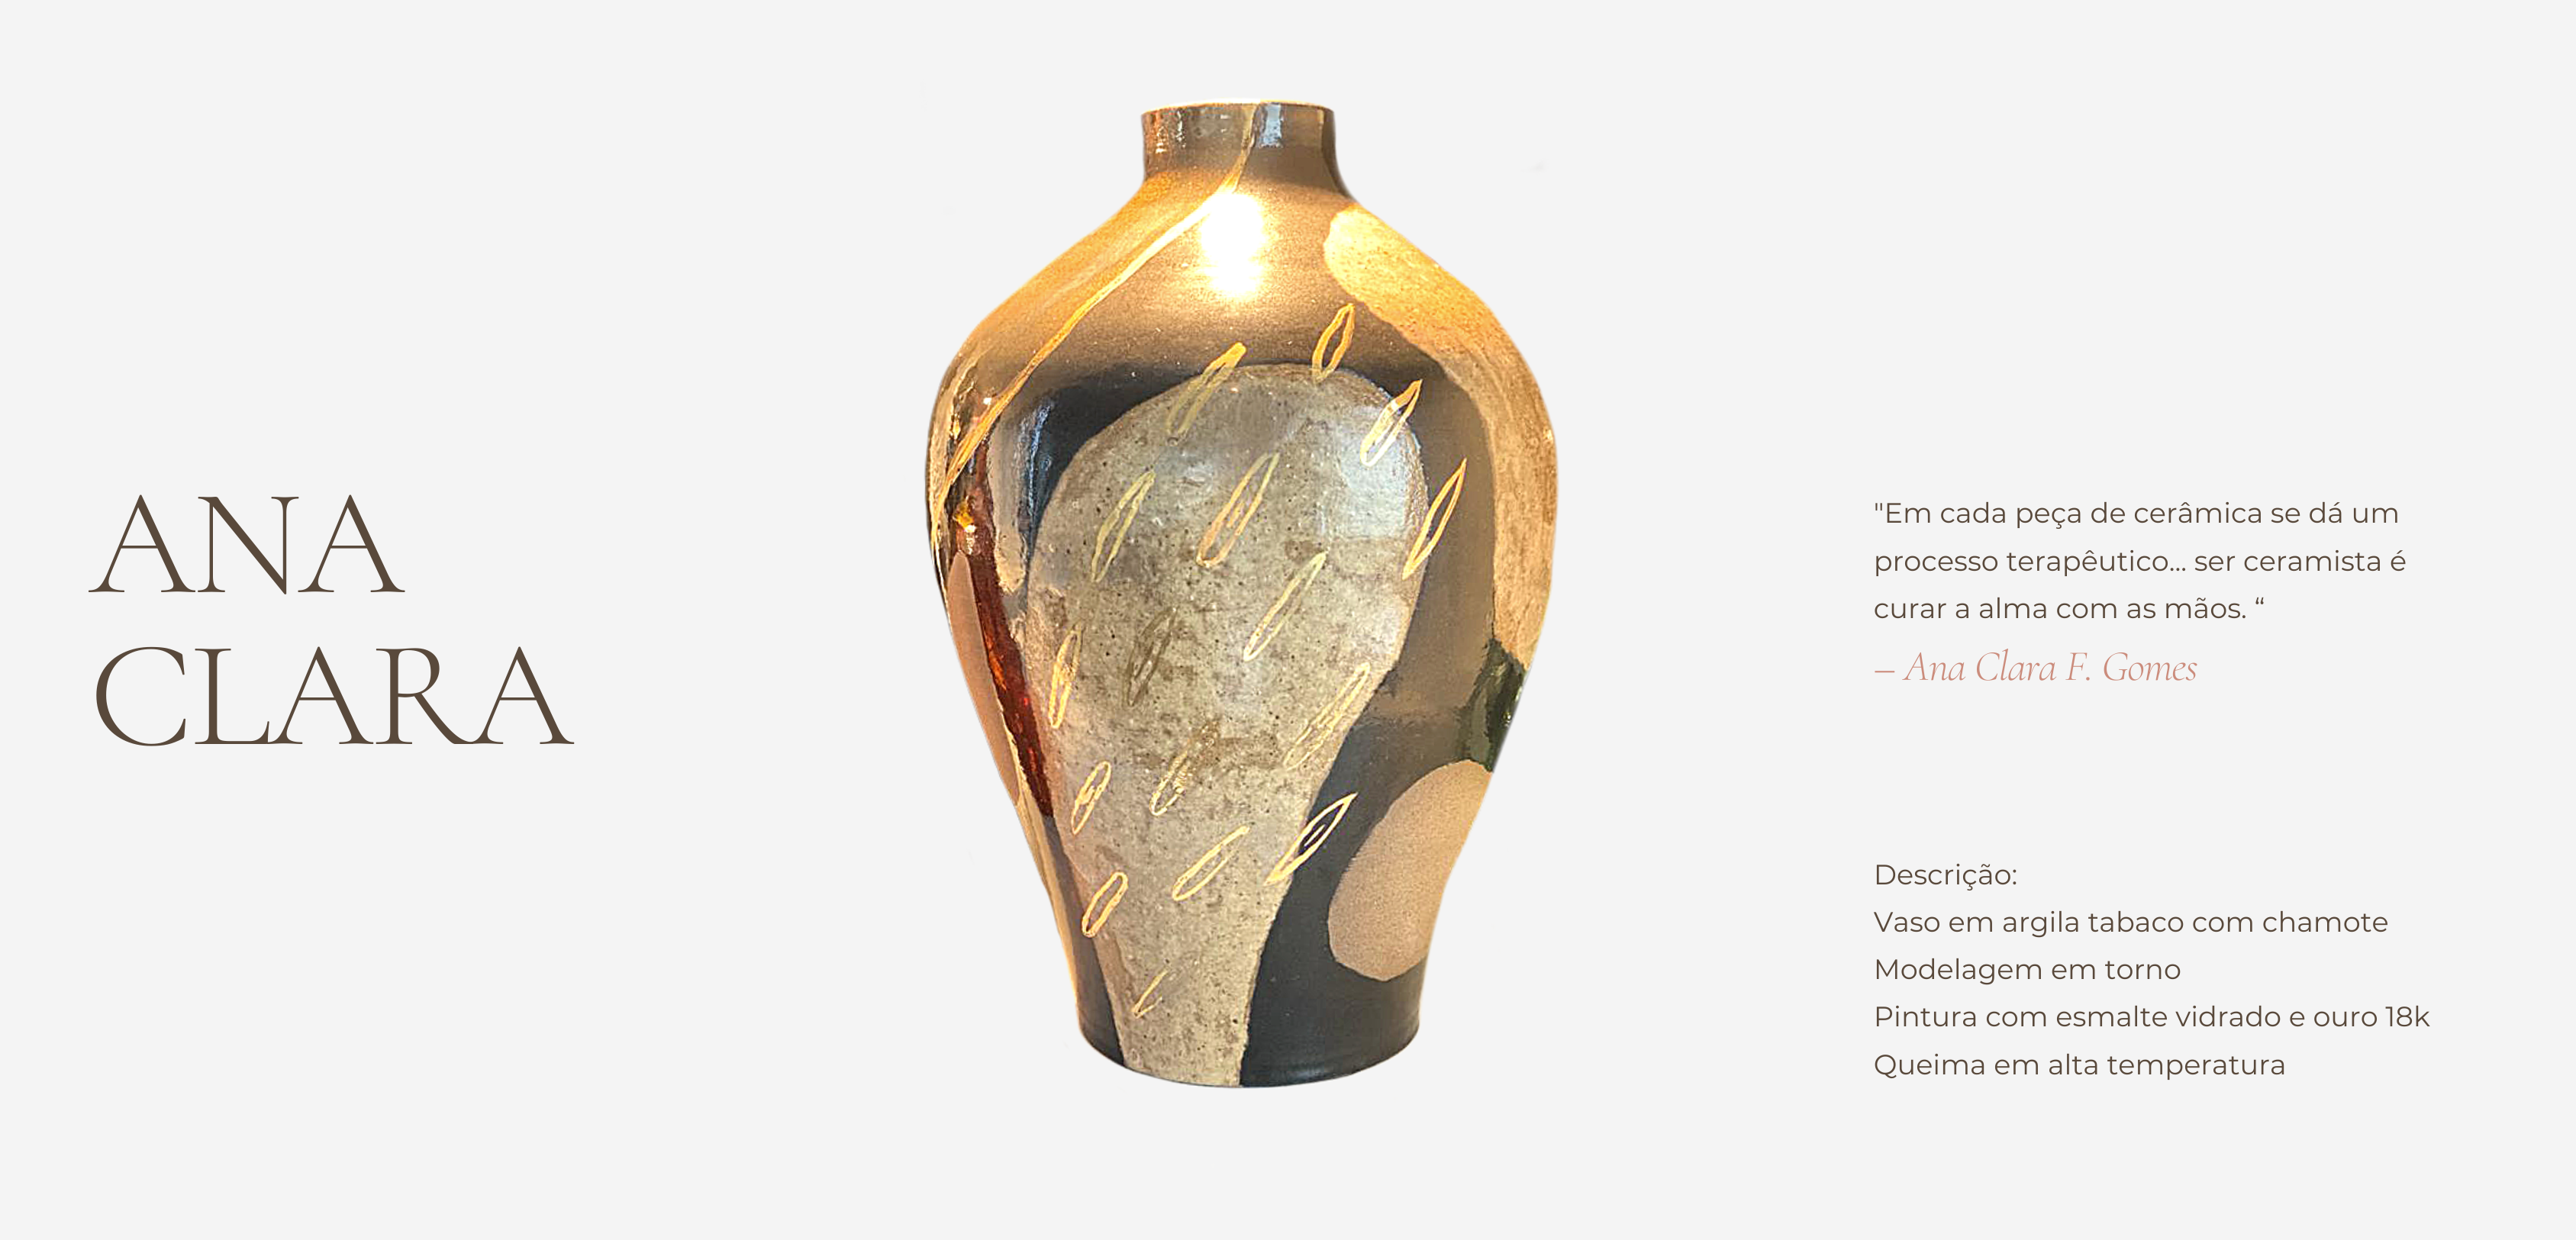 ANA
CLARA
"Em cada peça de cerâmica se dá um
processo terapêutico... ser ceramista é
curar a alma com as mãos. “
– Ana Clara F. Gomes
Descrição:
Vaso em argila tabaco com chamote
Modelagem em torno
Pintura com esmalte vidrado e ouro 18k
Queima em alta temperatura